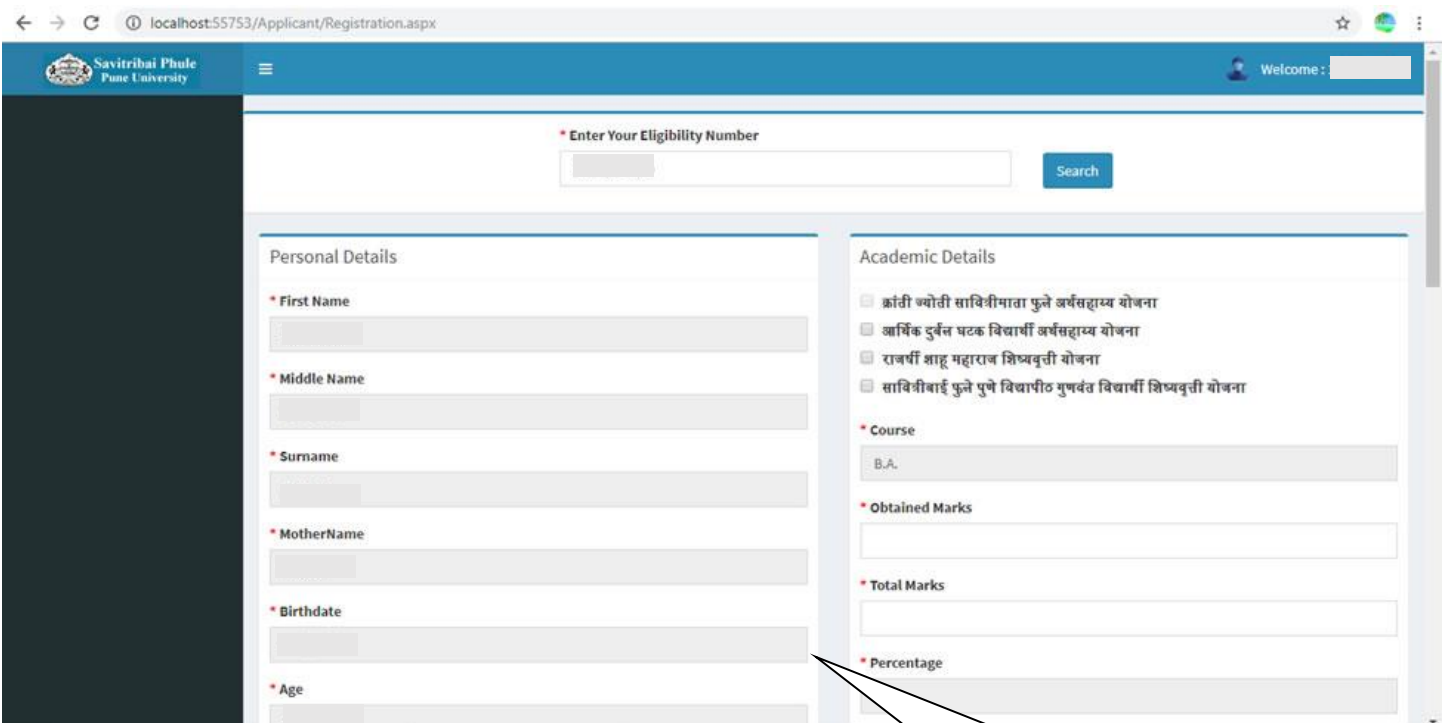 localhost:55753/Applicant/Registration.aspx
Savitribai Phule
Pune University
Welcome :
* Enter Your Eligibility Number
Search
Personal Details
* First Name
* Middle Name
* Surname
* MotherName
* Birthdate
* Age
Academic Details
क्रांती ज्योती सावित्रीमाता फुले अर्थसहाय्य योजना
आर्थिक दुर्बल घटक विद्यार्थी अर्थसहाय्य योजना
राजर्षी शाहू महाराज शिष्यवृत्ती योजना
सावित्रीबाई फुले पुणे विद्यापीठ गुणवंत विद्यार्थी शिष्यवृत्ती योजना
* Course
B.A.
* Obtained Marks
* Total Marks
* Percentage